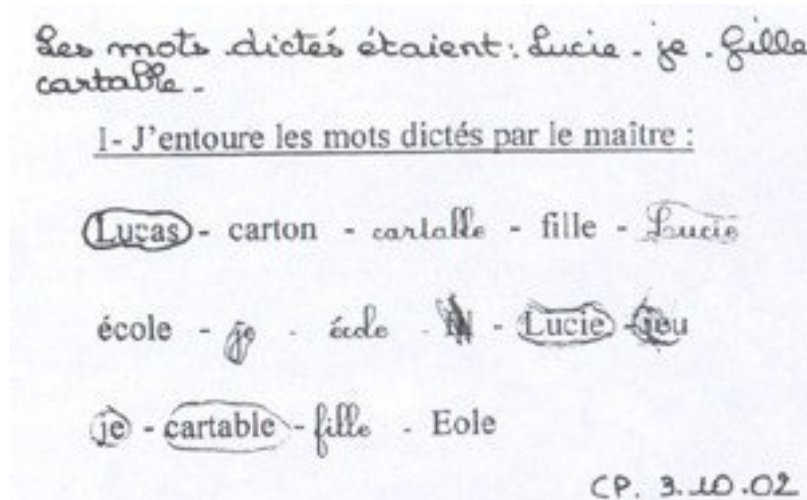 Les mots dictés étaient : Lucie - je - fille
cartable -
I- J'entoure les mots dictés par le maître :
Lucas - carton - cartable - fille - Lucie
école - je - école - - Lucie - jeu
je - cartable - fille - Eole
CP. 3.10.02